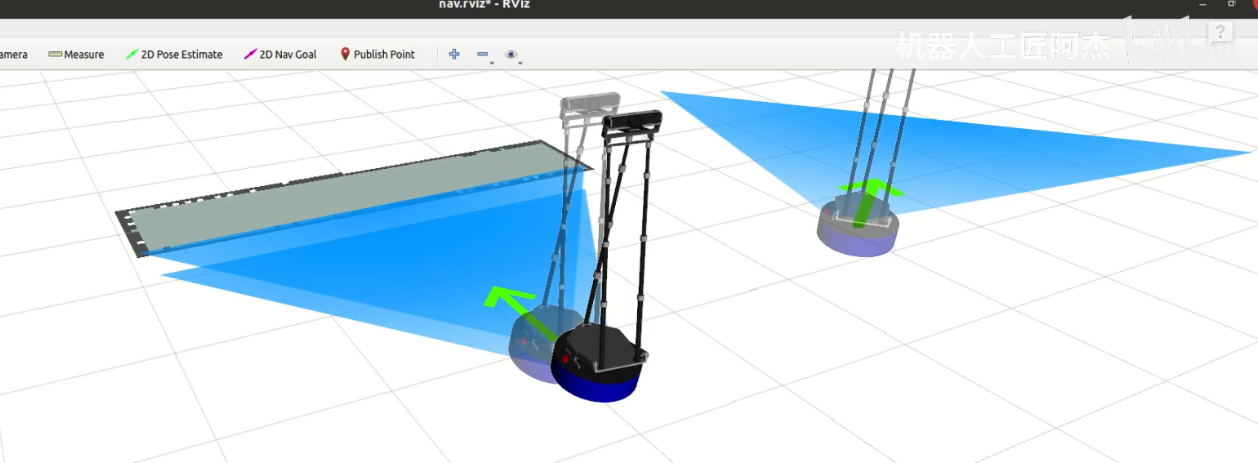 nav.rviz* - RViz
amera Measure 2D Pose Estimate 2D Nav Goal Publish Point
机器人工匠阿杰
?